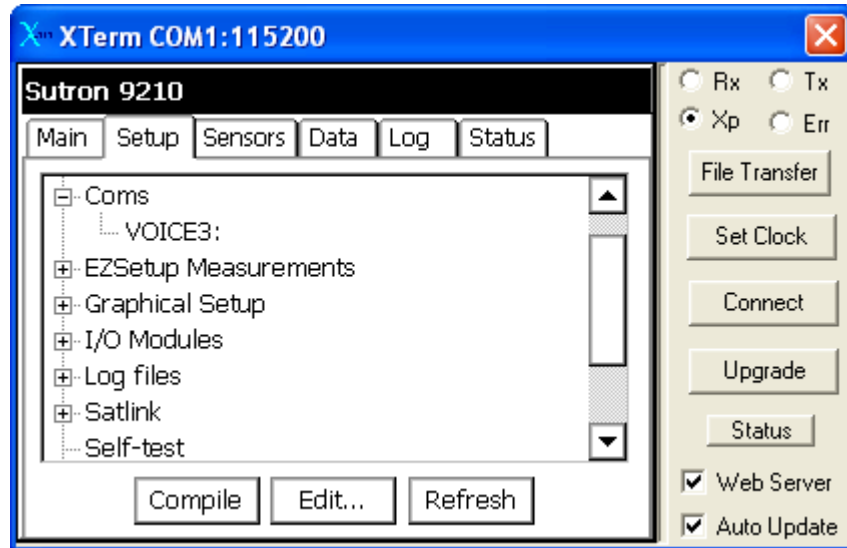 XTerm COM1:115200
Sutron 9210
Main Setup Sensors Data Log Status
Coms
VOICE3:
EZSetup Measurements
Graphical Setup
I/O Modules
Log files
Satlink
Self-test
Compile Edit... Refresh
Rx Tx
Xp Err
File Transfer
Set Clock
Connect
Upgrade
Status
Web Server
Auto Update